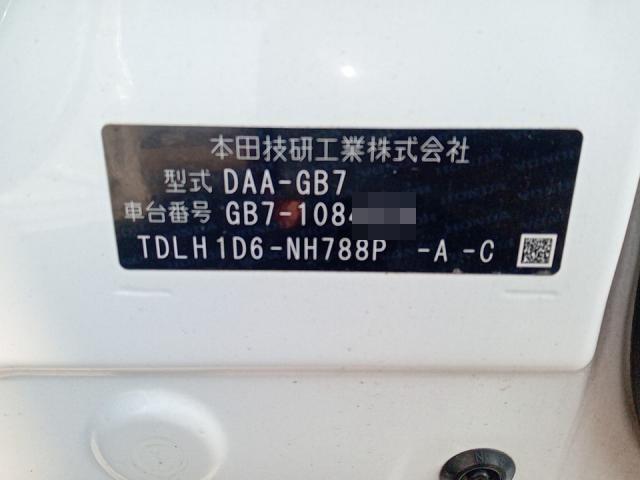 本田技研工業株式会社
型式 DAA-GB7
車台番号 GB7-1084
TDLH1D6-NH788P -A -C